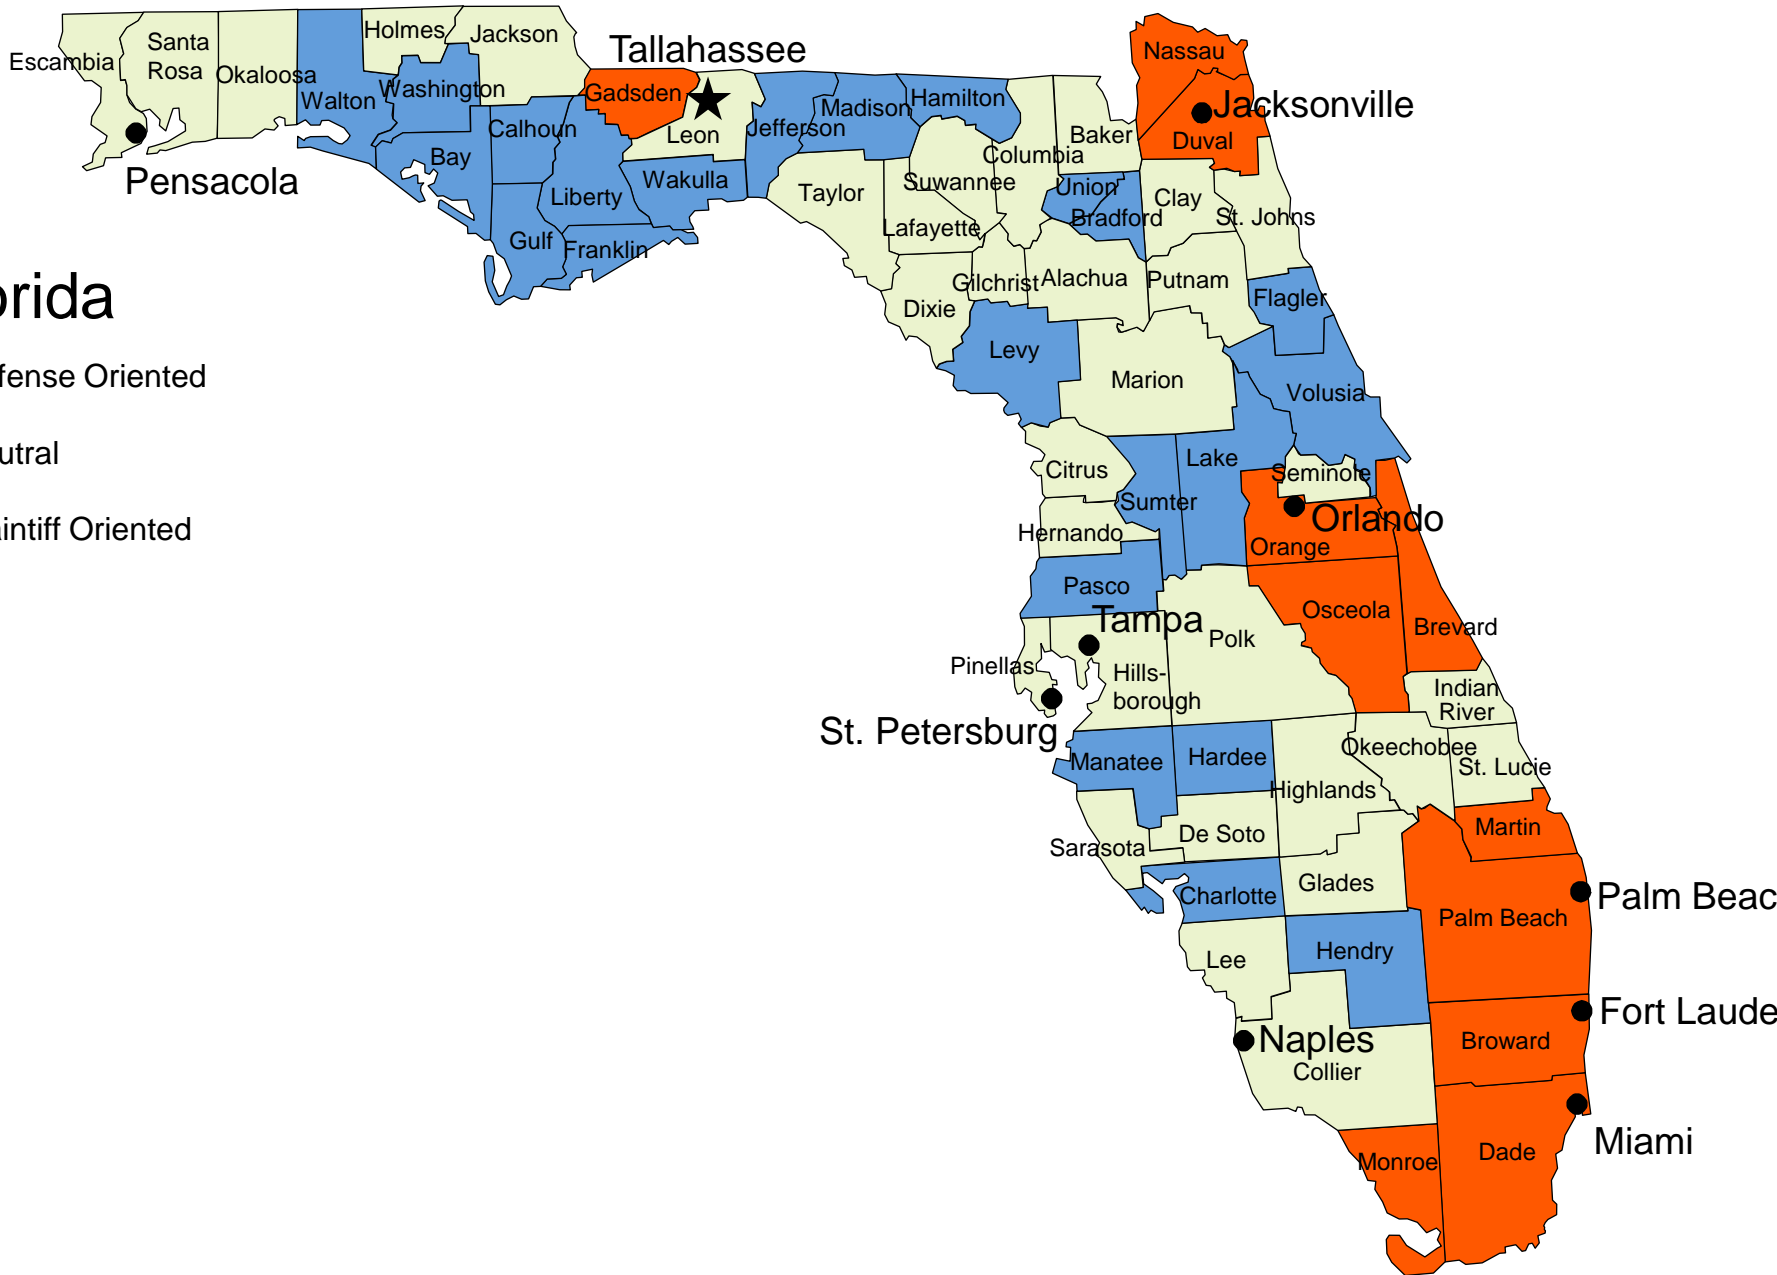 Escambia
Santa
Rosa
Okaloosa
Walton
Holmes
Washington
Jackson
Tallahassee
Gadsden
Leon
Calhoun
Bay
Liberty
Gulf
Franklin
Wakulla
Jefferson
Madison
Hamilton
Taylor
Suwannee
Lafayette
Columbia
Baker
Nassau
Jacksonville
Duval
Union
Bradford
Clay
St. Johns
Pensacola
Dixie
Gilchrist
Alachua
Putnam
Flagler
orida
fense Oriented
utral
intiff Oriented
Levy
Marion
Volusia
Citrus
Sumter
Lake
Seminole
Orlando
Orange
Hernando
Pasco
Tampa
Polk
Osceola
Brevard
Pinellas
Hills-
borough
St. Petersburg
Indian
River
Manatee
Hardee
Highlands
Okeechobee
St. Lucie
Sarasota
De Soto
Martin
Charlotte
Glades
Palm Beach
Palm Beac
Lee
Hendry
Fort Laude
Naples
Collier
Broward
Miami
Monroe
Dade